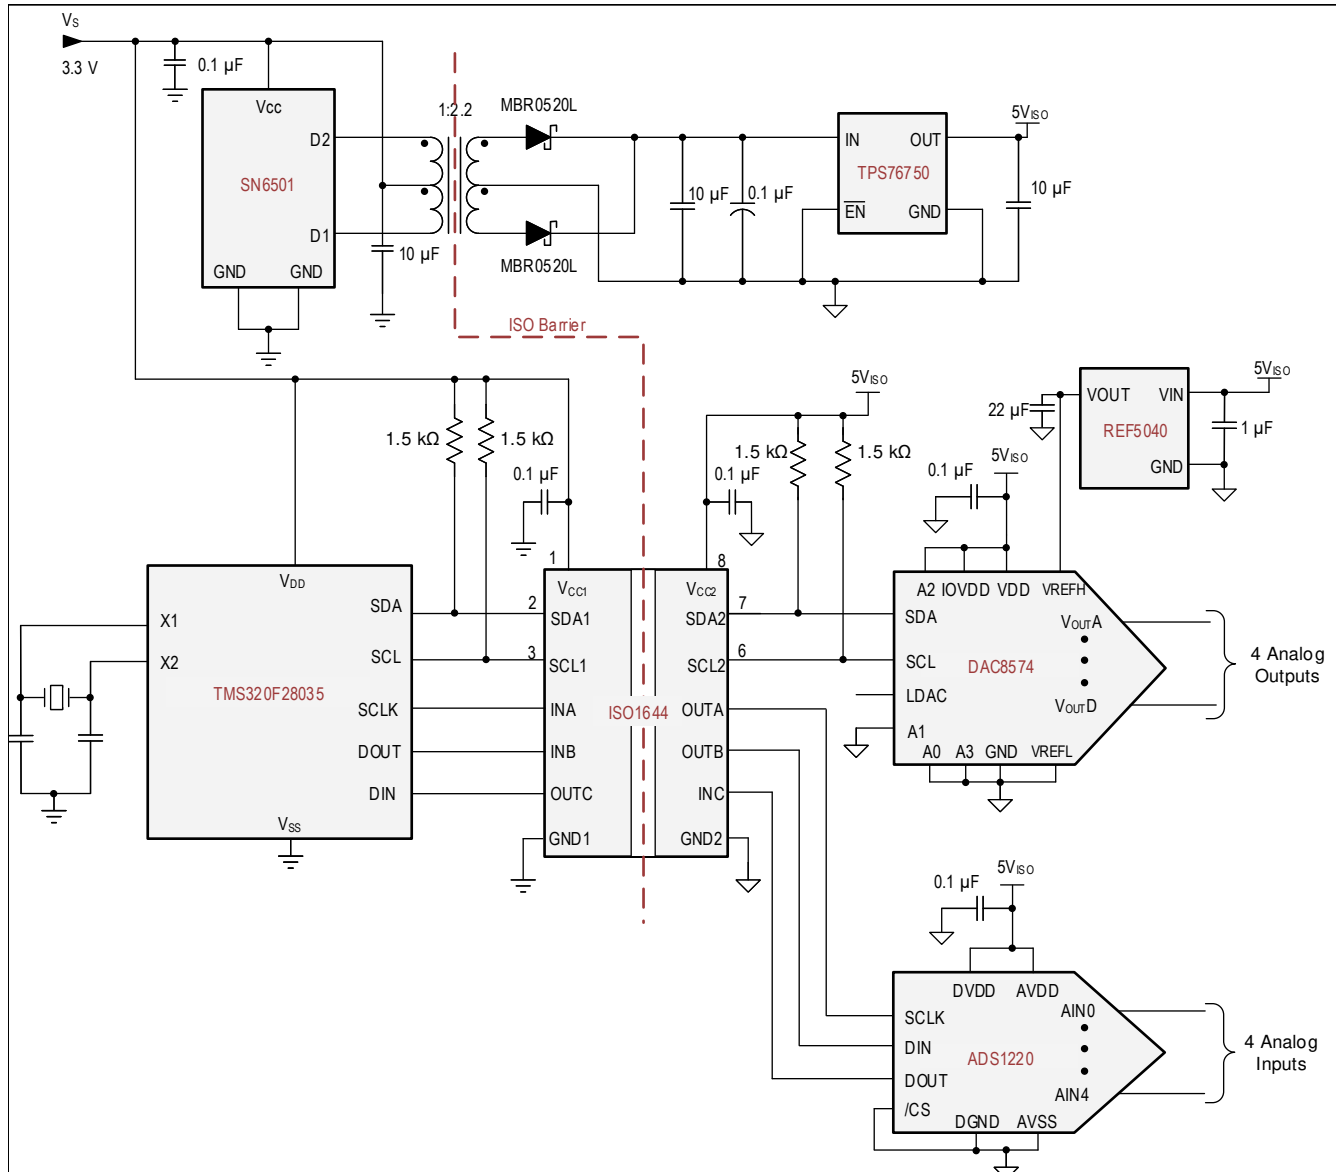 VS
3.3 V
0.1 µF
Vcc
D2
SN6501
D1
GND
GND
10 µF
1:2.2
MBR0520L
MBR0520L
10 µF
0.1 µF
IN
OUT
TPS76750
EN
GND
5VISO
10 µF
ISO Barrier
1.5 kΩ
1.5 kΩ
0.1 µF
5VISO
0.1 µF
1.5 kΩ
1.5 kΩ
22 µF
VOUT
VIN
REF5040
GND
5VISO
1 µF
0.1 µF
5VISO
VDD
X1
X2
TMS320F28035
SDA
SCL
SCLK
DOUT
DIN
VSS
1
2
3
VCC1
SDA1
SCL1
INA
INB
OUTC
GND1
ISO1644
8
7
6
VCC2
SDA2
SCL2
OUTA
OUTB
INC
GND2
A2
IOVDD
VDD
VREFH
SDA
SCL
LDAC
A1
DAC8574
VOUTA
VOUTD
A0
A3
GND
VREFL
4 Analog
Outputs
0.1 µF
5VISO
DVDD
AVDD
SCLK
DIN
DOUT
/CS
ADS1220
AIN0
AIN4
DGND
AVSS
4 Analog
Inputs